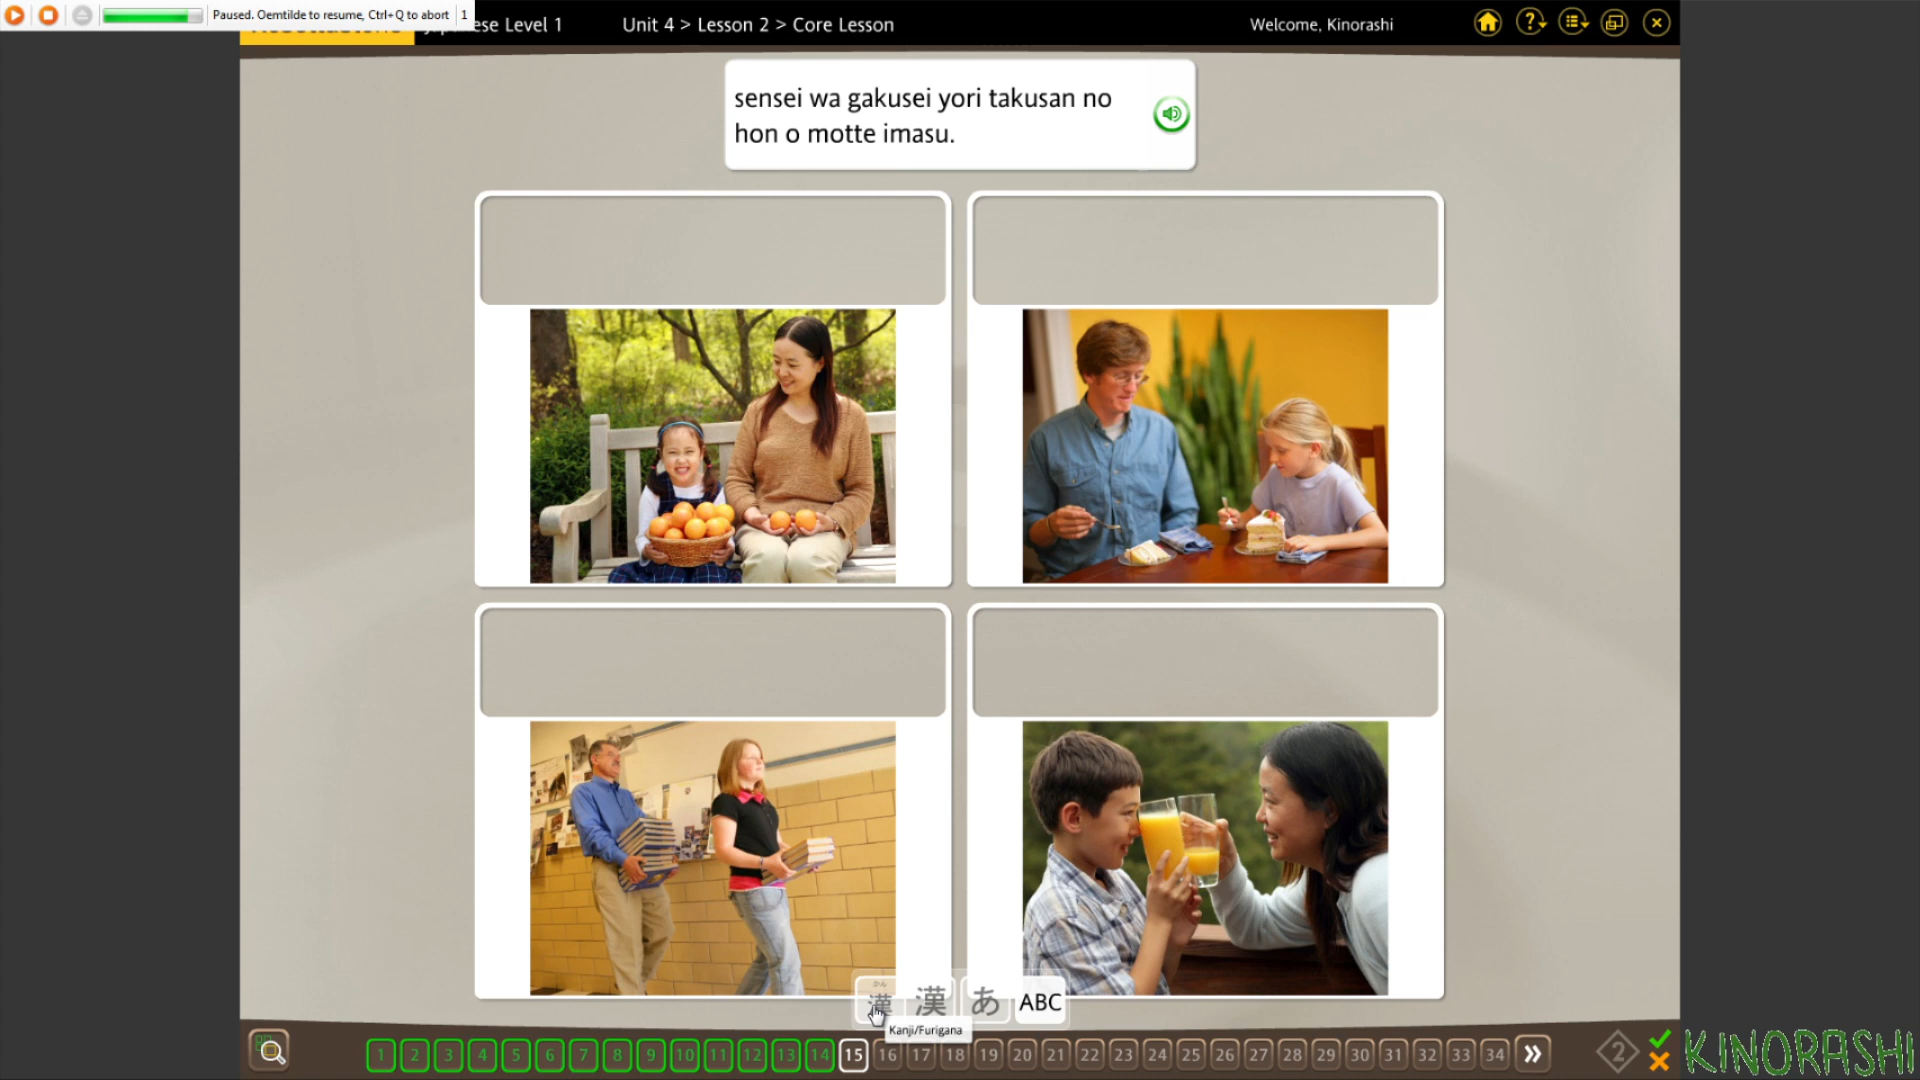 Paused. Oemtilde to resume, Ctrl+Q to abort 1
ese Level 1
Unit 4 > Lesson 2 > Core Lesson
Welcome, Kinorashi
?
sensei wa gakusei yori takusan no
hon o motte imasu.
かん
漢 漢 あ ABC
Kanji/Furigana
1 2 3 4 5 6 7 8 9 10 11 12 13 14 15 16 17 18 19 20 21 22 23 24 25 26 27 28 29 30 31 32 33 34 »
2
KINORASHI